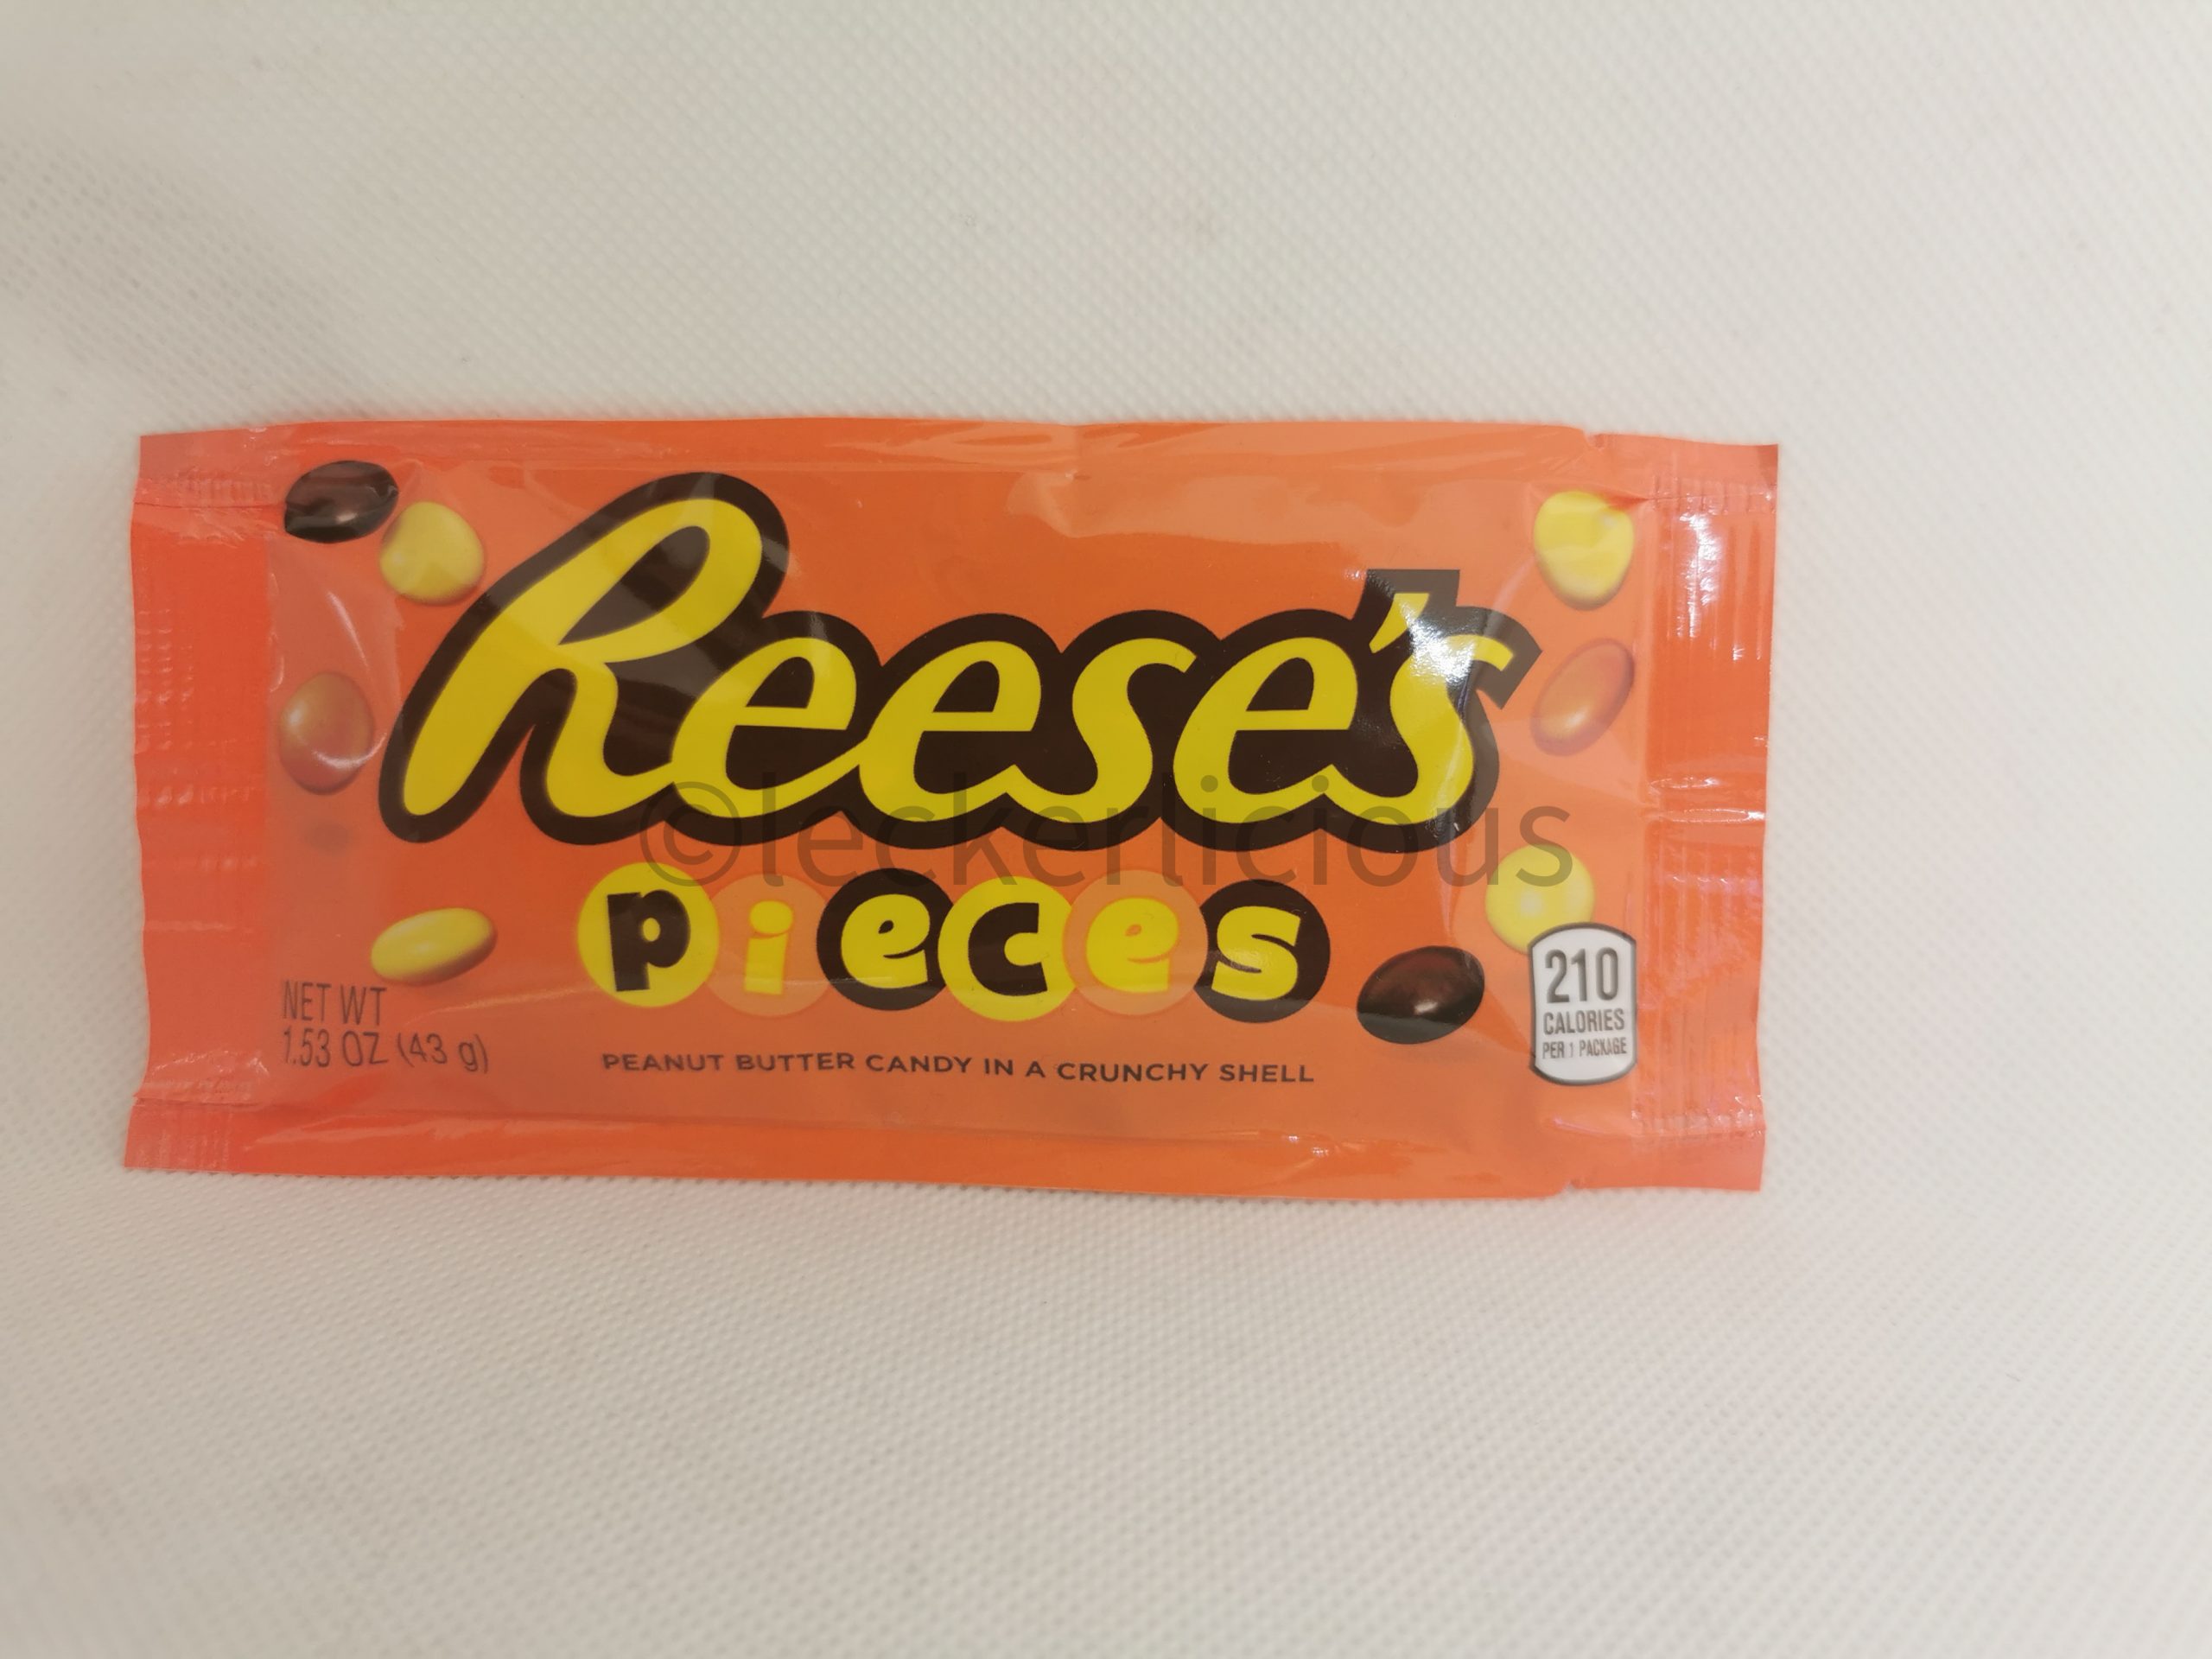 Reese's
©leckerlicious
pieces
NET WT
1.53 OZ (43 g)
PEANUT BUTTER CANDY IN A CRUNCHY SHELL
210
CALORIES
PER 1 PACKAGE